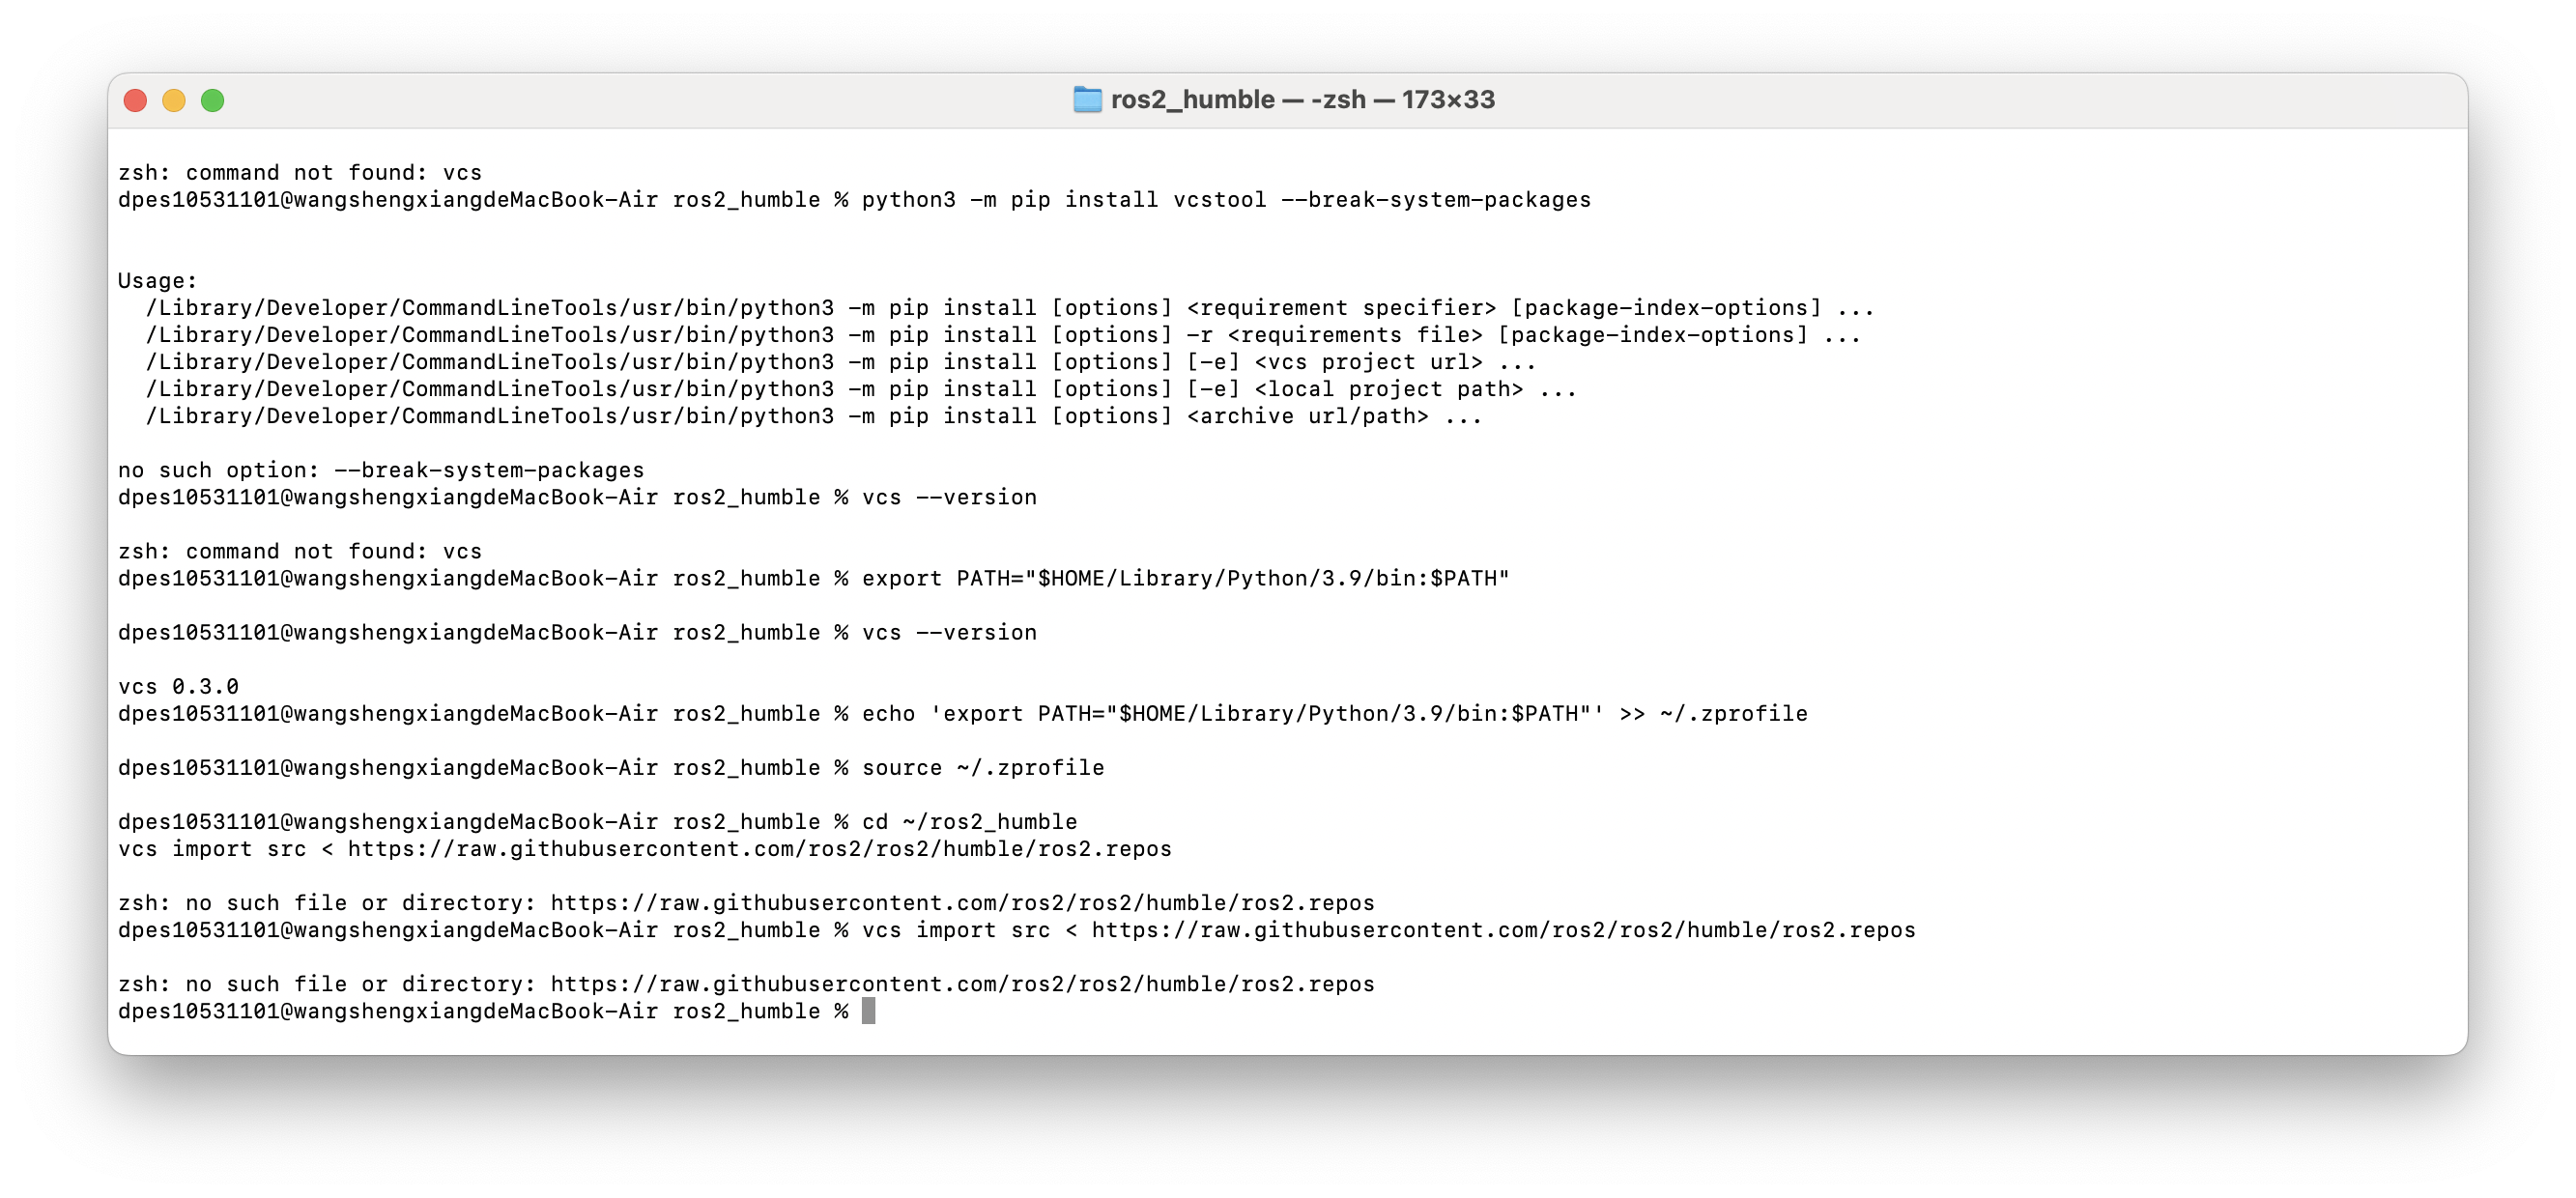 ros2_humble — -zsh — 173×33
zsh: command not found: vcs
dpes10531101@wangshengxiangdeMacBook-Air ros2_humble % python3 -m pip install vcstool --break-system-packages
Usage:
  /Library/Developer/CommandLineTools/usr/bin/python3 -m pip install [options] <requirement specifier> [package-index-options] ...
  /Library/Developer/CommandLineTools/usr/bin/python3 -m pip install [options] -r <requirements file> [package-index-options] ...
  /Library/Developer/CommandLineTools/usr/bin/python3 -m pip install [options] [-e] <vcs project url> ...
  /Library/Developer/CommandLineTools/usr/bin/python3 -m pip install [options] [-e] <local project path> ...
  /Library/Developer/CommandLineTools/usr/bin/python3 -m pip install [options] <archive url/path> ...
no such option: --break-system-packages
dpes10531101@wangshengxiangdeMacBook-Air ros2_humble % vcs --version
zsh: command not found: vcs
dpes10531101@wangshengxiangdeMacBook-Air ros2_humble % export PATH="$HOME/Library/Python/3.9/bin:$PATH"
dpes10531101@wangshengxiangdeMacBook-Air ros2_humble % vcs --version
vcs 0.3.0
dpes10531101@wangshengxiangdeMacBook-Air ros2_humble % echo 'export PATH="$HOME/Library/Python/3.9/bin:$PATH"' >> ~/.zprofile
dpes10531101@wangshengxiangdeMacBook-Air ros2_humble % source ~/.zprofile
dpes10531101@wangshengxiangdeMacBook-Air ros2_humble % cd ~/ros2_humble
vcs import src < https://raw.githubusercontent.com/ros2/ros2/humble/ros2.repos
zsh: no such file or directory: https://raw.githubusercontent.com/ros2/ros2/humble/ros2.repos
dpes10531101@wangshengxiangdeMacBook-Air ros2_humble % vcs import src < https://raw.githubusercontent.com/ros2/ros2/humble/ros2.repos
zsh: no such file or directory: https://raw.githubusercontent.com/ros2/ros2/humble/ros2.repos
dpes10531101@wangshengxiangdeMacBook-Air ros2_humble %